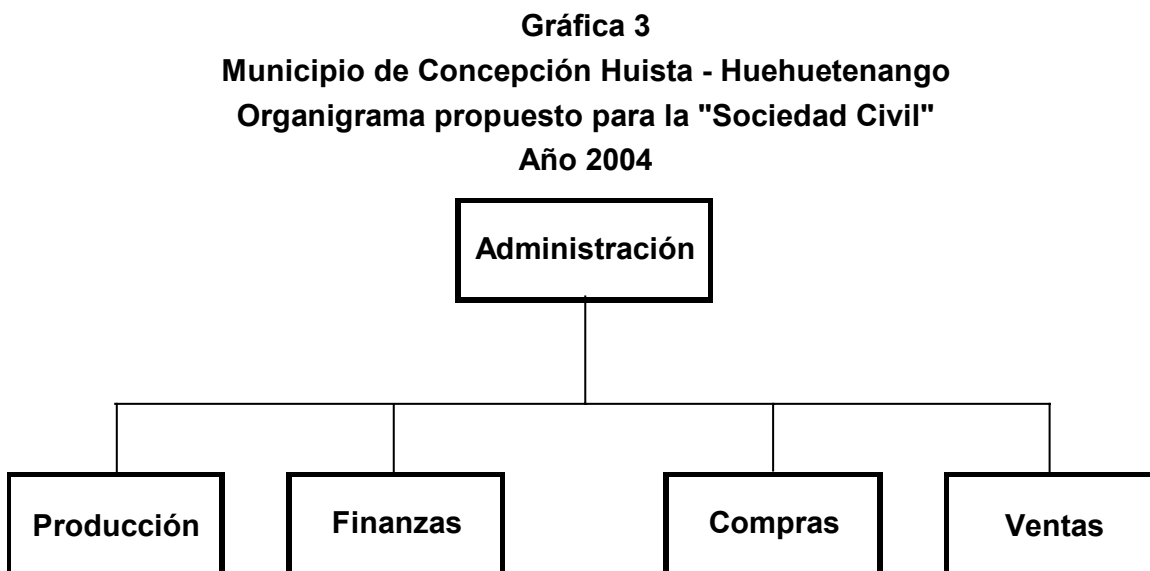 Gráfica 3
Municipio de Concepción Huista - Huehuetenango
Organigrama propuesto para la "Sociedad Civil"
Año 2004
Administración
Producción
Finanzas
Compras
Ventas